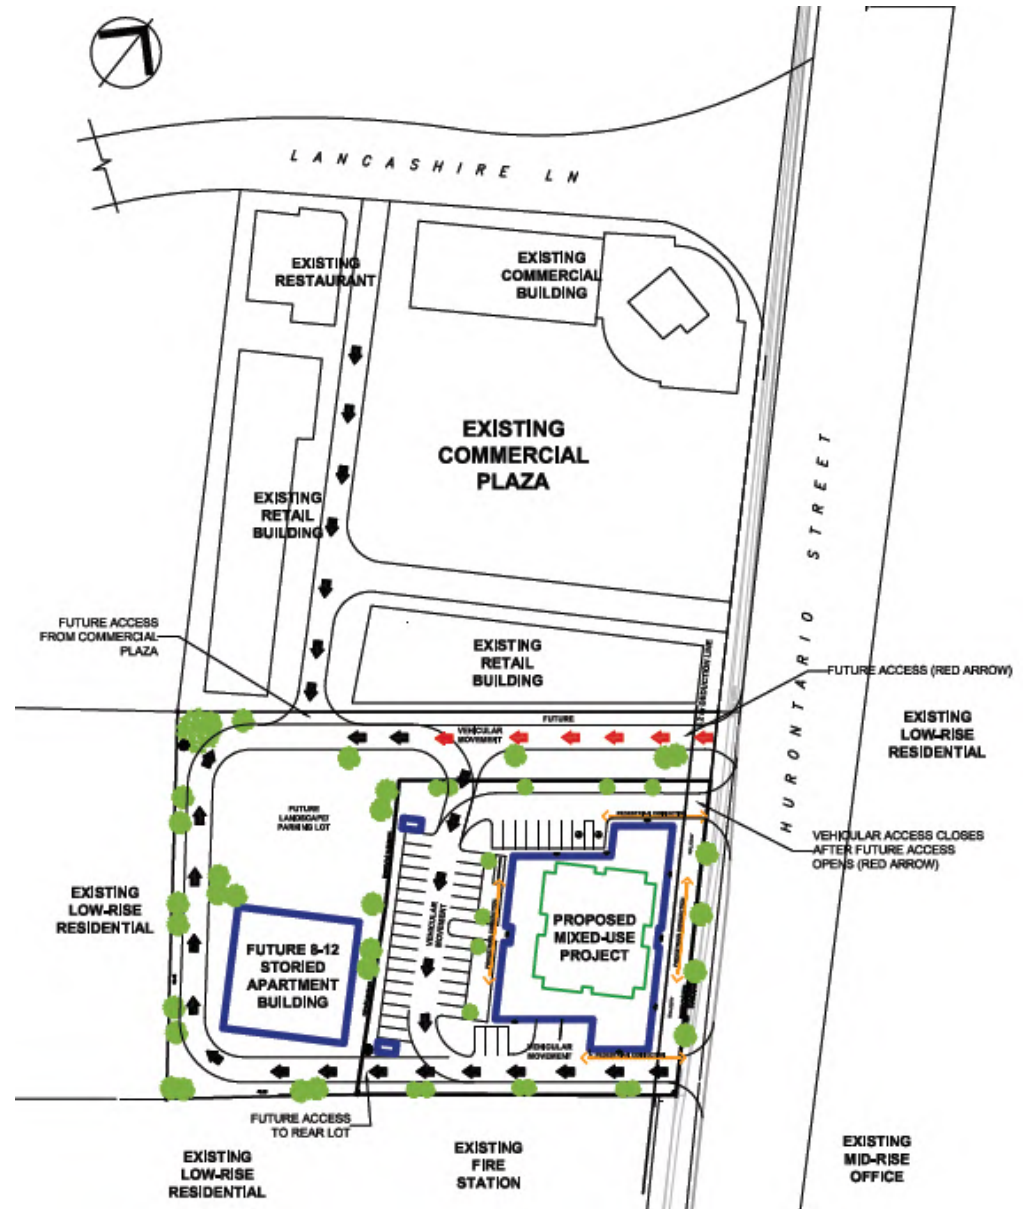 LANCASHIRE LN
EXISTING
RESTAURANT
EXISTING
COMMERCIAL
BUILDING
EXISTING
COMMERCIAL
PLAZA
EXISTING
RETAIL
BUILDING
HURONTARIO STREET
FUTURE ACCESS
FROM COMMERCIAL
PLAZA
EXISTING
RETAIL
BUILDING
FUTURE ACCESS (RED ARROW)
FUTURE
VEHICULAR
MOVEMENT
EXISTING
LOW-RISE
RESIDENTIAL
FUTURE
LANDSCAPE/
PARKING LOT
VEHICULAR ACCESS CLOSES
AFTER FUTURE ACCESS
OPENS (RED ARROW)
EXISTING
LOW-RISE
RESIDENTIAL
VEHICULAR
MOVEMENT
PROPOSED
MIXED-USE
PROJECT
FUTURE 8-12
STORIED
APARTMENT
BUILDING
VEHICULAR
MOVEMENT
FUTURE ACCESS
TO REAR LOT
EXISTING
LOW-RISE
RESIDENTIAL
EXISTING
FIRE
STATION
EXISTING
MID-RISE
OFFICE